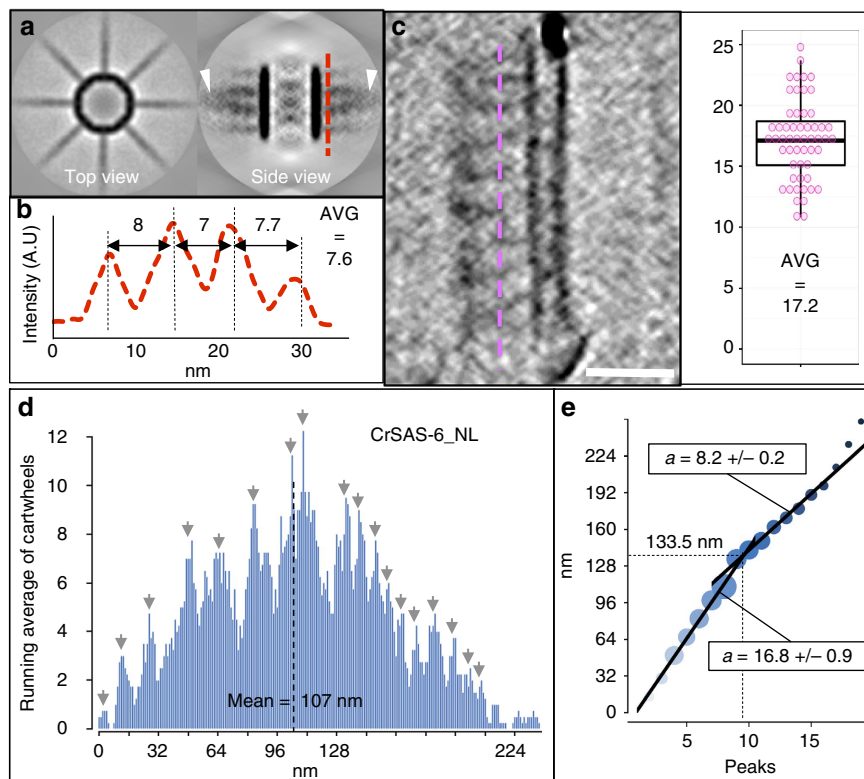 a
Top view
Side view
b
8
7
7.7
AVG
=
7.6
Intensity (A.U)
0 10 20 30
nm
c
25
20
15
10
5
0
AVG
=
17.2
d
CrSAS-6_NL
Running average of cartwheels
12
10
8
6
4
2
0
Mean = 107 nm
0 32 64 96 128 224
nm
e
a = 8.2 +/– 0.2
133.5 nm
a = 16.8 +/– 0.9
nm
224
192
160
128
96
64
32
0
5 10 15
Peaks